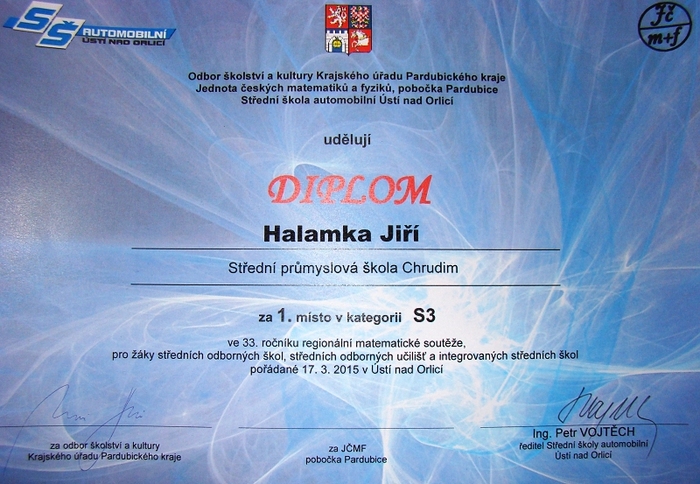 SŠ AUTOMOBILNÍ
ÚSTÍ NAD ORLICÍ
JČ
m+f
Odbor školství a kultury Krajského úřadu Pardubického kraje
Jednota českých matematiků a fyziků, pobočka Pardubice
Střední škola automobilní Ústí nad Orlicí
udělují
DIPLOM
Halamka Jiří
Střední průmyslová škola Chrudim
za 1. místo v kategorii S3
ve 33. ročníku regionální matematické soutěže,
pro žáky středních odborných škol, středních odborných učilišť a integrovaných středních škol
pořádané 17. 3. 2015 v Ústí nad Orlicí
za odbor školství a kultury
Krajského úřadu Pardubického kraje
za JČMF
pobočka Pardubice
Ing. Petr VOJTĚCH
ředitel Střední školy automobilní
Ústí nad Orlicí